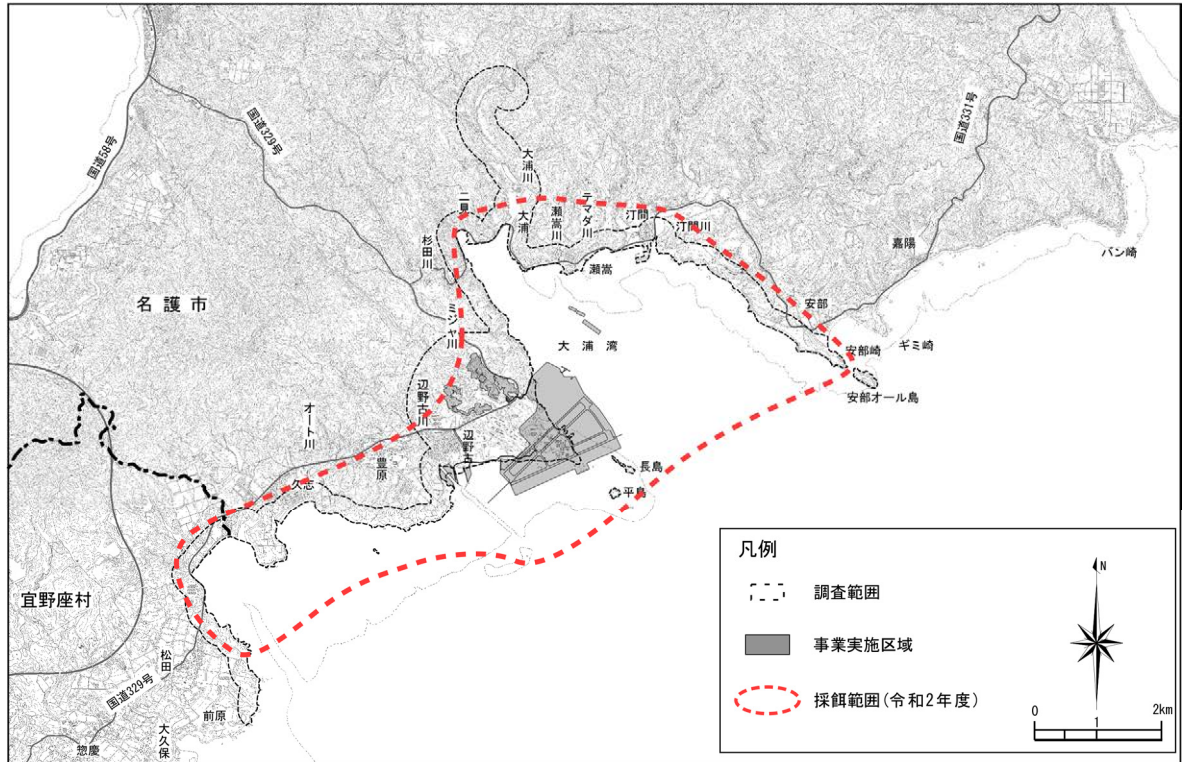 国道58号
国道329号
国道331号
大浦川
二見
大浦
瀬嵩川
テマダ川
汀間
汀間川
嘉陽
バン崎
杉田川
瀬嵩
名護市
ミジャ川
大浦湾
安部
安部崎
ギミ崎
安部オール島
辺野古川
オート川
辺野古
豊原
久志
長島
平島
宜野座村
松田
国道329号
前原
大久保
惣慶
凡例
調査範囲
事業実施区域
採餌範囲(令和2年度)
N
0
1
2km